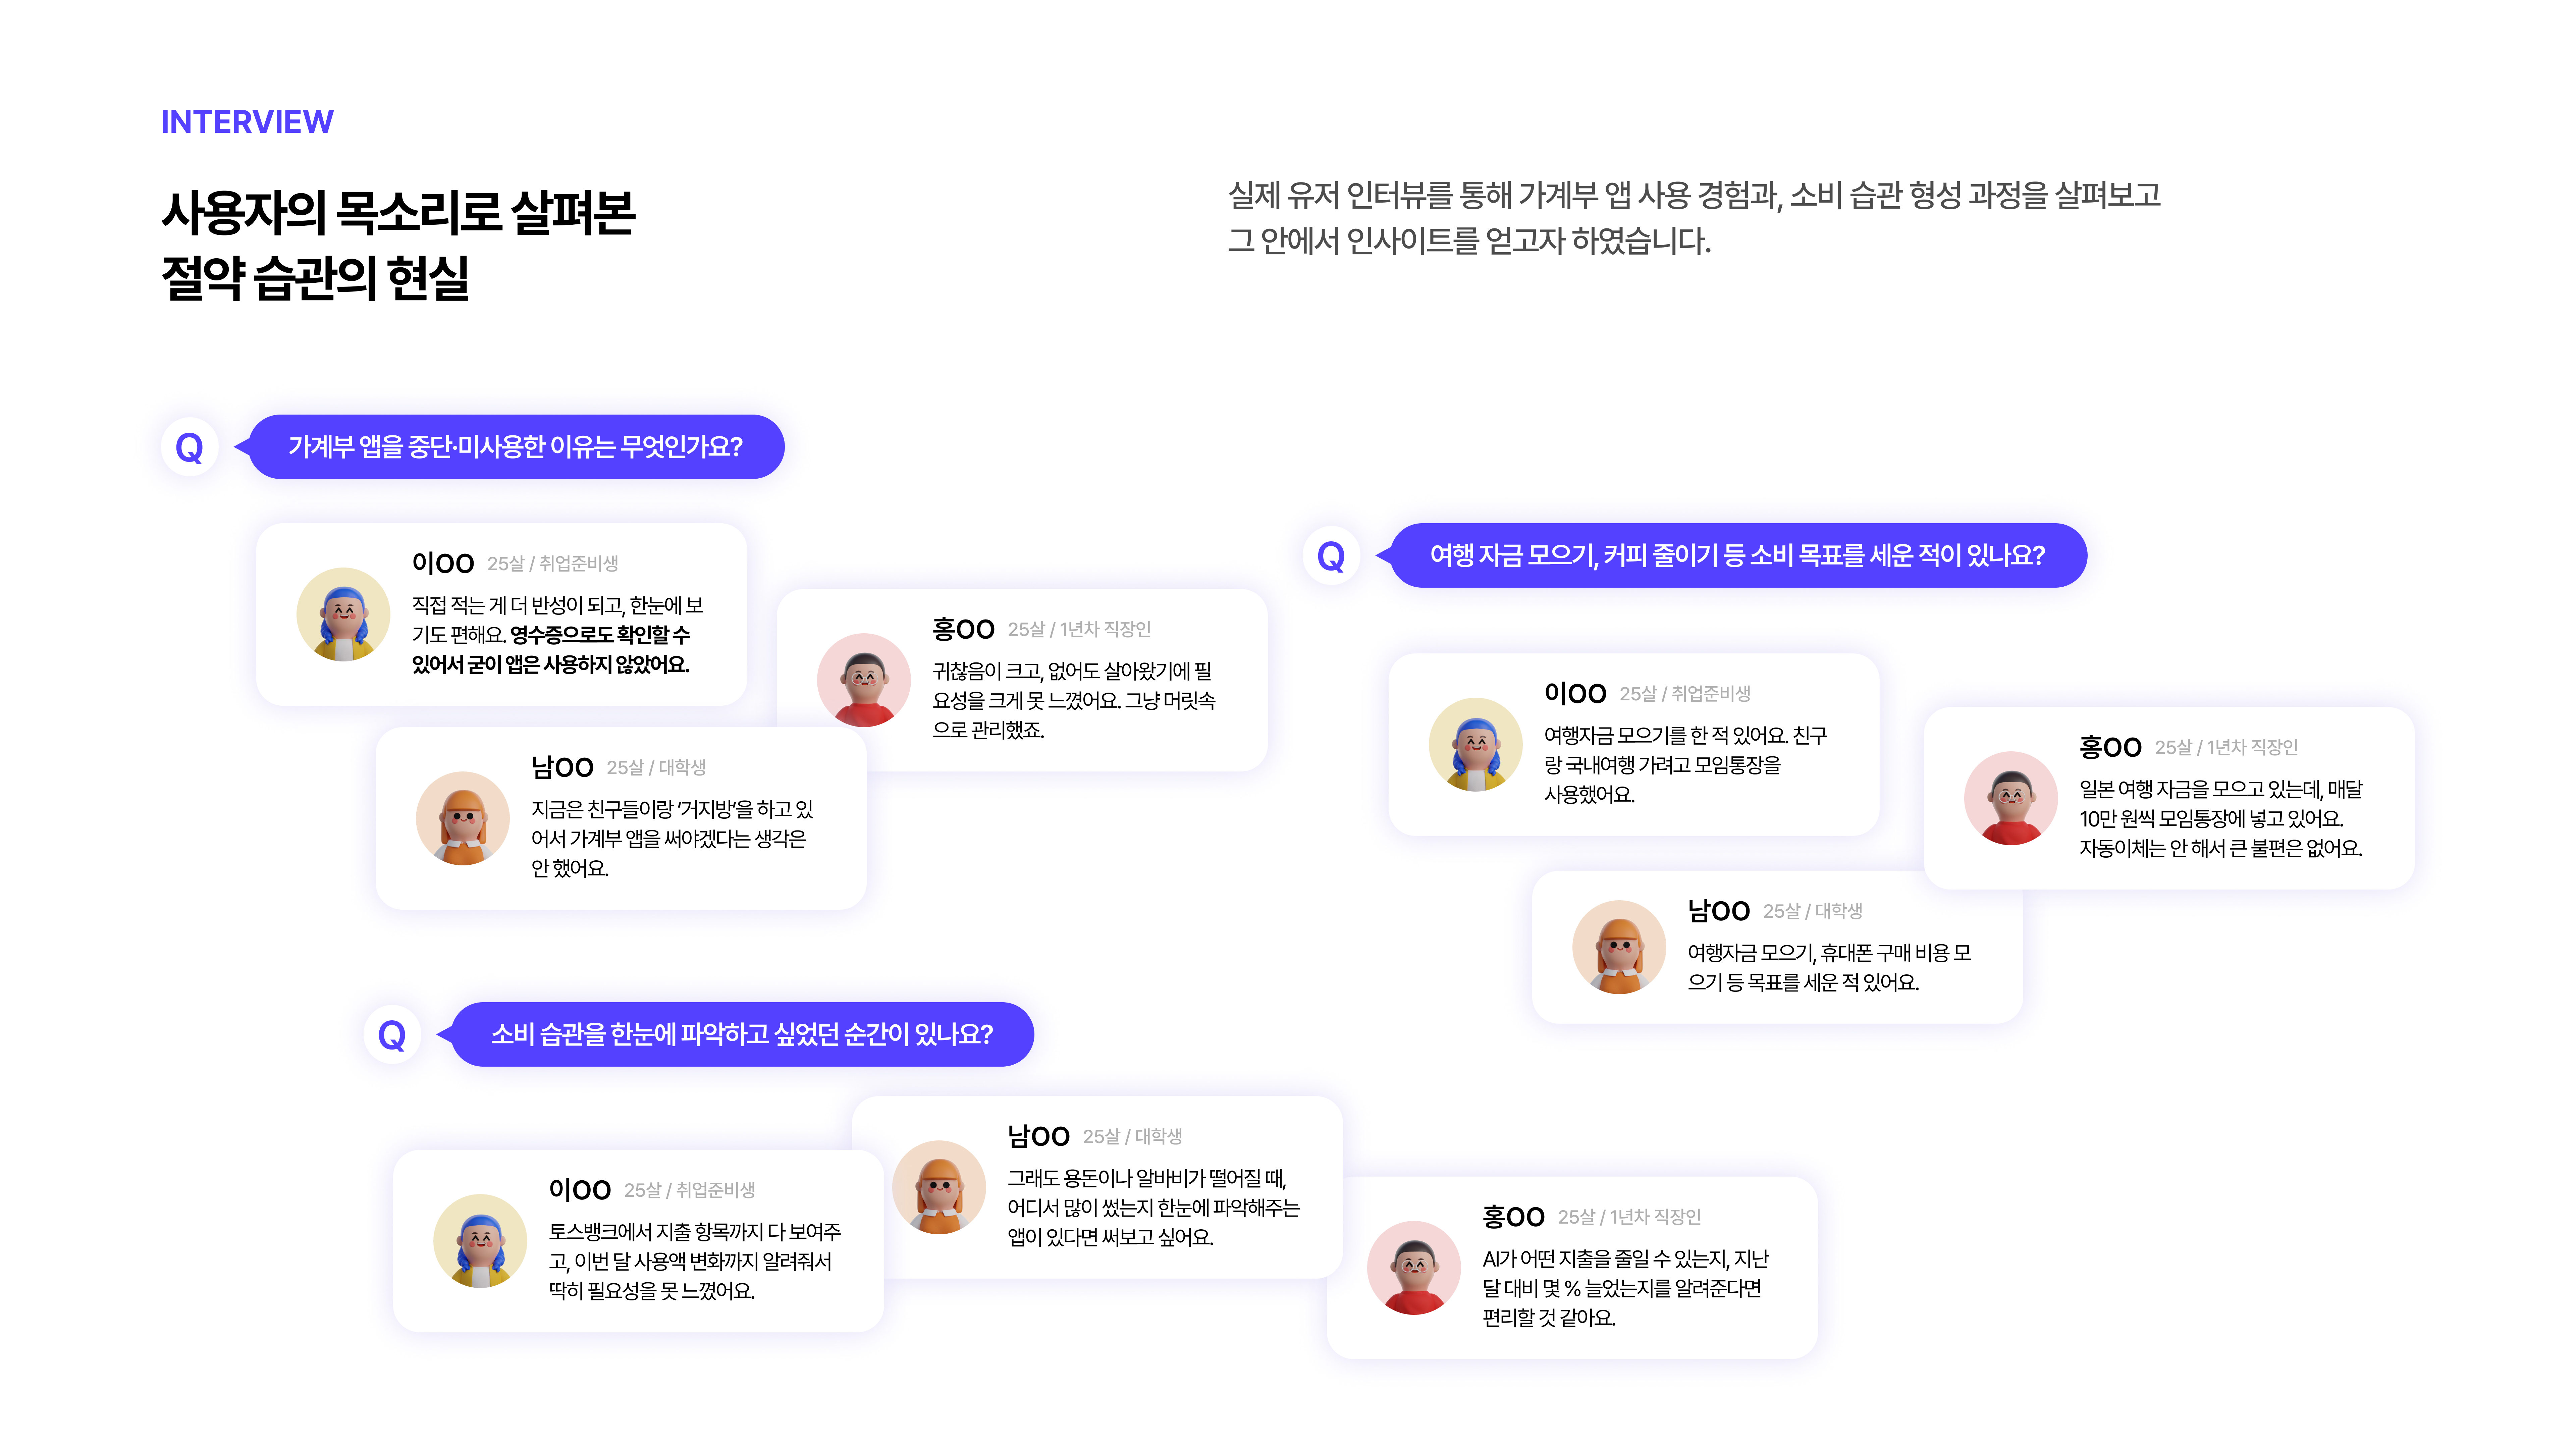 INTERVIEW
사용자의 목소리로 살펴본
절약 습관의 현실
실제 유저 인터뷰를 통해 가계부 앱 사용 경험과, 소비 습관 형성 과정을 살펴보고
그 안에서 인사이트를 얻고자 하였습니다.
Q 가계부 앱을 중단·미사용한 이유는 무엇인가요?
이OO 25살 / 취업준비생
직접 적는 게 더 반성이 되고, 한눈에 보
기도 편해요. 영수증으로도 확인할 수
있어서 굳이 앱은 사용하지 않았어요.
홍OO 25살 / 1년차 직장인
귀찮음이 크고, 없어도 살아왔기에 필
요성을 크게 못 느꼈어요. 그냥 머릿속
으로 관리했죠.
남OO 25살 / 대학생
지금은 친구들이랑 ‘거지방’을 하고 있
어서 가계부 앱을 써야겠다는 생각은
안 했어요.
Q 여행 자금 모으기, 커피 줄이기 등 소비 목표를 세운 적이 있나요?
이OO 25살 / 취업준비생
여행자금 모으기를 한 적 있어요. 친구
랑 국내여행 가려고 모임통장을
사용했어요.
홍OO 25살 / 1년차 직장인
일본 여행 자금을 모으고 있는데, 매달
10만 원씩 모임통장에 넣고 있어요.
자동이체는 안 해서 큰 불편은 없어요.
남OO 25살 / 대학생
여행자금 모으기, 휴대폰 구매 비용 모
으기 등 목표를 세운 적 있어요.
Q 소비 습관을 한눈에 파악하고 싶었던 순간이 있나요?
이OO 25살 / 취업준비생
토스뱅크에서 지출 항목까지 다 보여주
고, 이번 달 사용액 변화까지 알려줘서
딱히 필요성을 못 느꼈어요.
남OO 25살 / 대학생
그래도 용돈이나 알바비가 떨어질 때,
어디서 많이 썼는지 한눈에 파악해주는
앱이 있다면 써보고 싶어요.
홍OO 25살 / 1년차 직장인
AI가 어떤 지출을 줄일 수 있는지, 지난
달 대비 몇 % 늘었는지를 알려준다면
편리할 것 같아요.